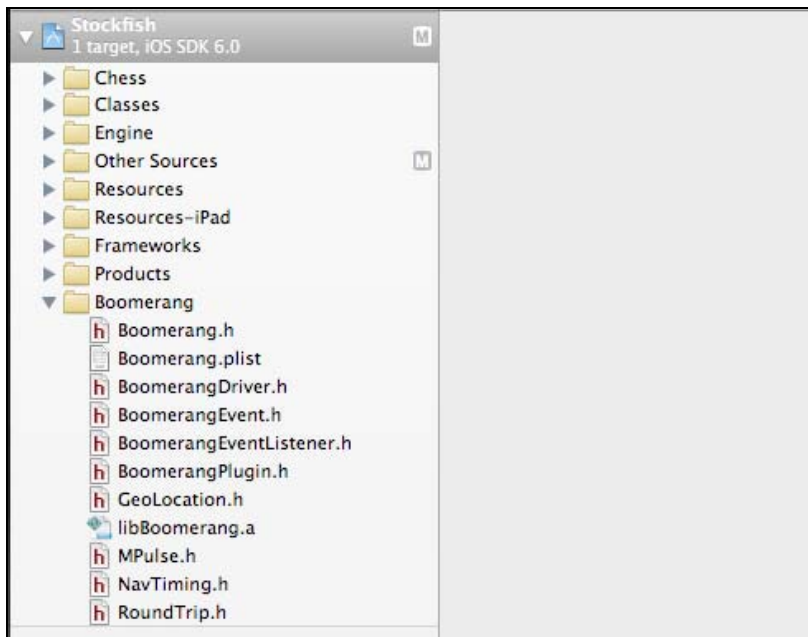 Stockfish
M
1 target, iOS SDK 6.0
Chess
Classes
Engine
Other Sources
M
Resources
Resources-iPad
Frameworks
Products
Boomerang
h Boomerang.h
Boomerang.plist
h BoomerangDriver.h
h BoomerangEvent.h
h BoomerangEventListener.h
h BoomerangPlugin.h
h GeoLocation.h
libBoomerang.a
h MPulse.h
h NavTiming.h
h RoundTrip.h